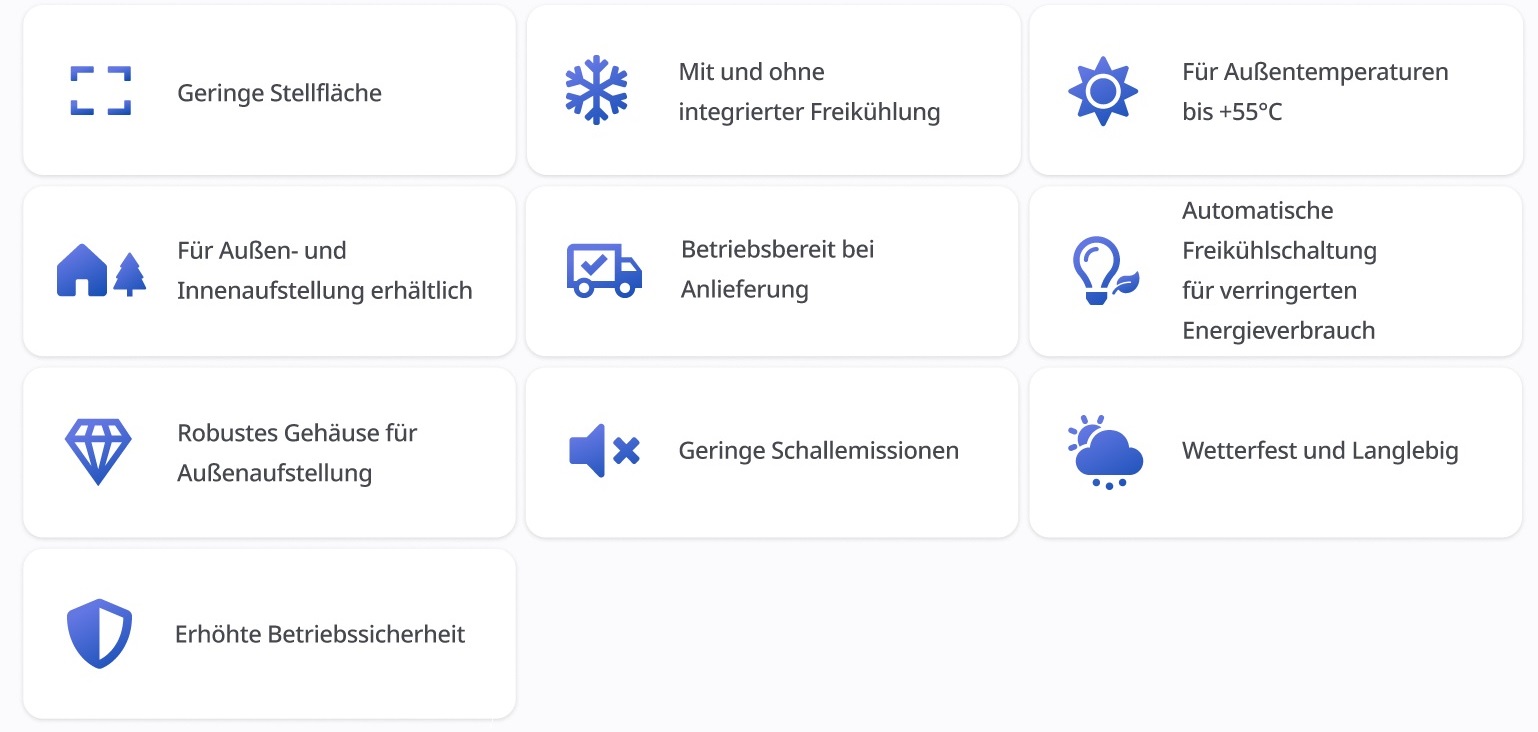 Geringe Stellfläche
Mit und ohne
integrierter Freikühlung
Für Außentemperaturen
bis +55°C
Für Außen- und
Innenaufstellung erhältlich
Betriebsbereit bei
Anlieferung
Automatische
Freikühlschaltung
für verringerten
Energieverbrauch
Robustes Gehäuse für
Außenaufstellung
Geringe Schallemissionen
Wetterfest und Langlebig
Erhöhte Betriebssicherheit